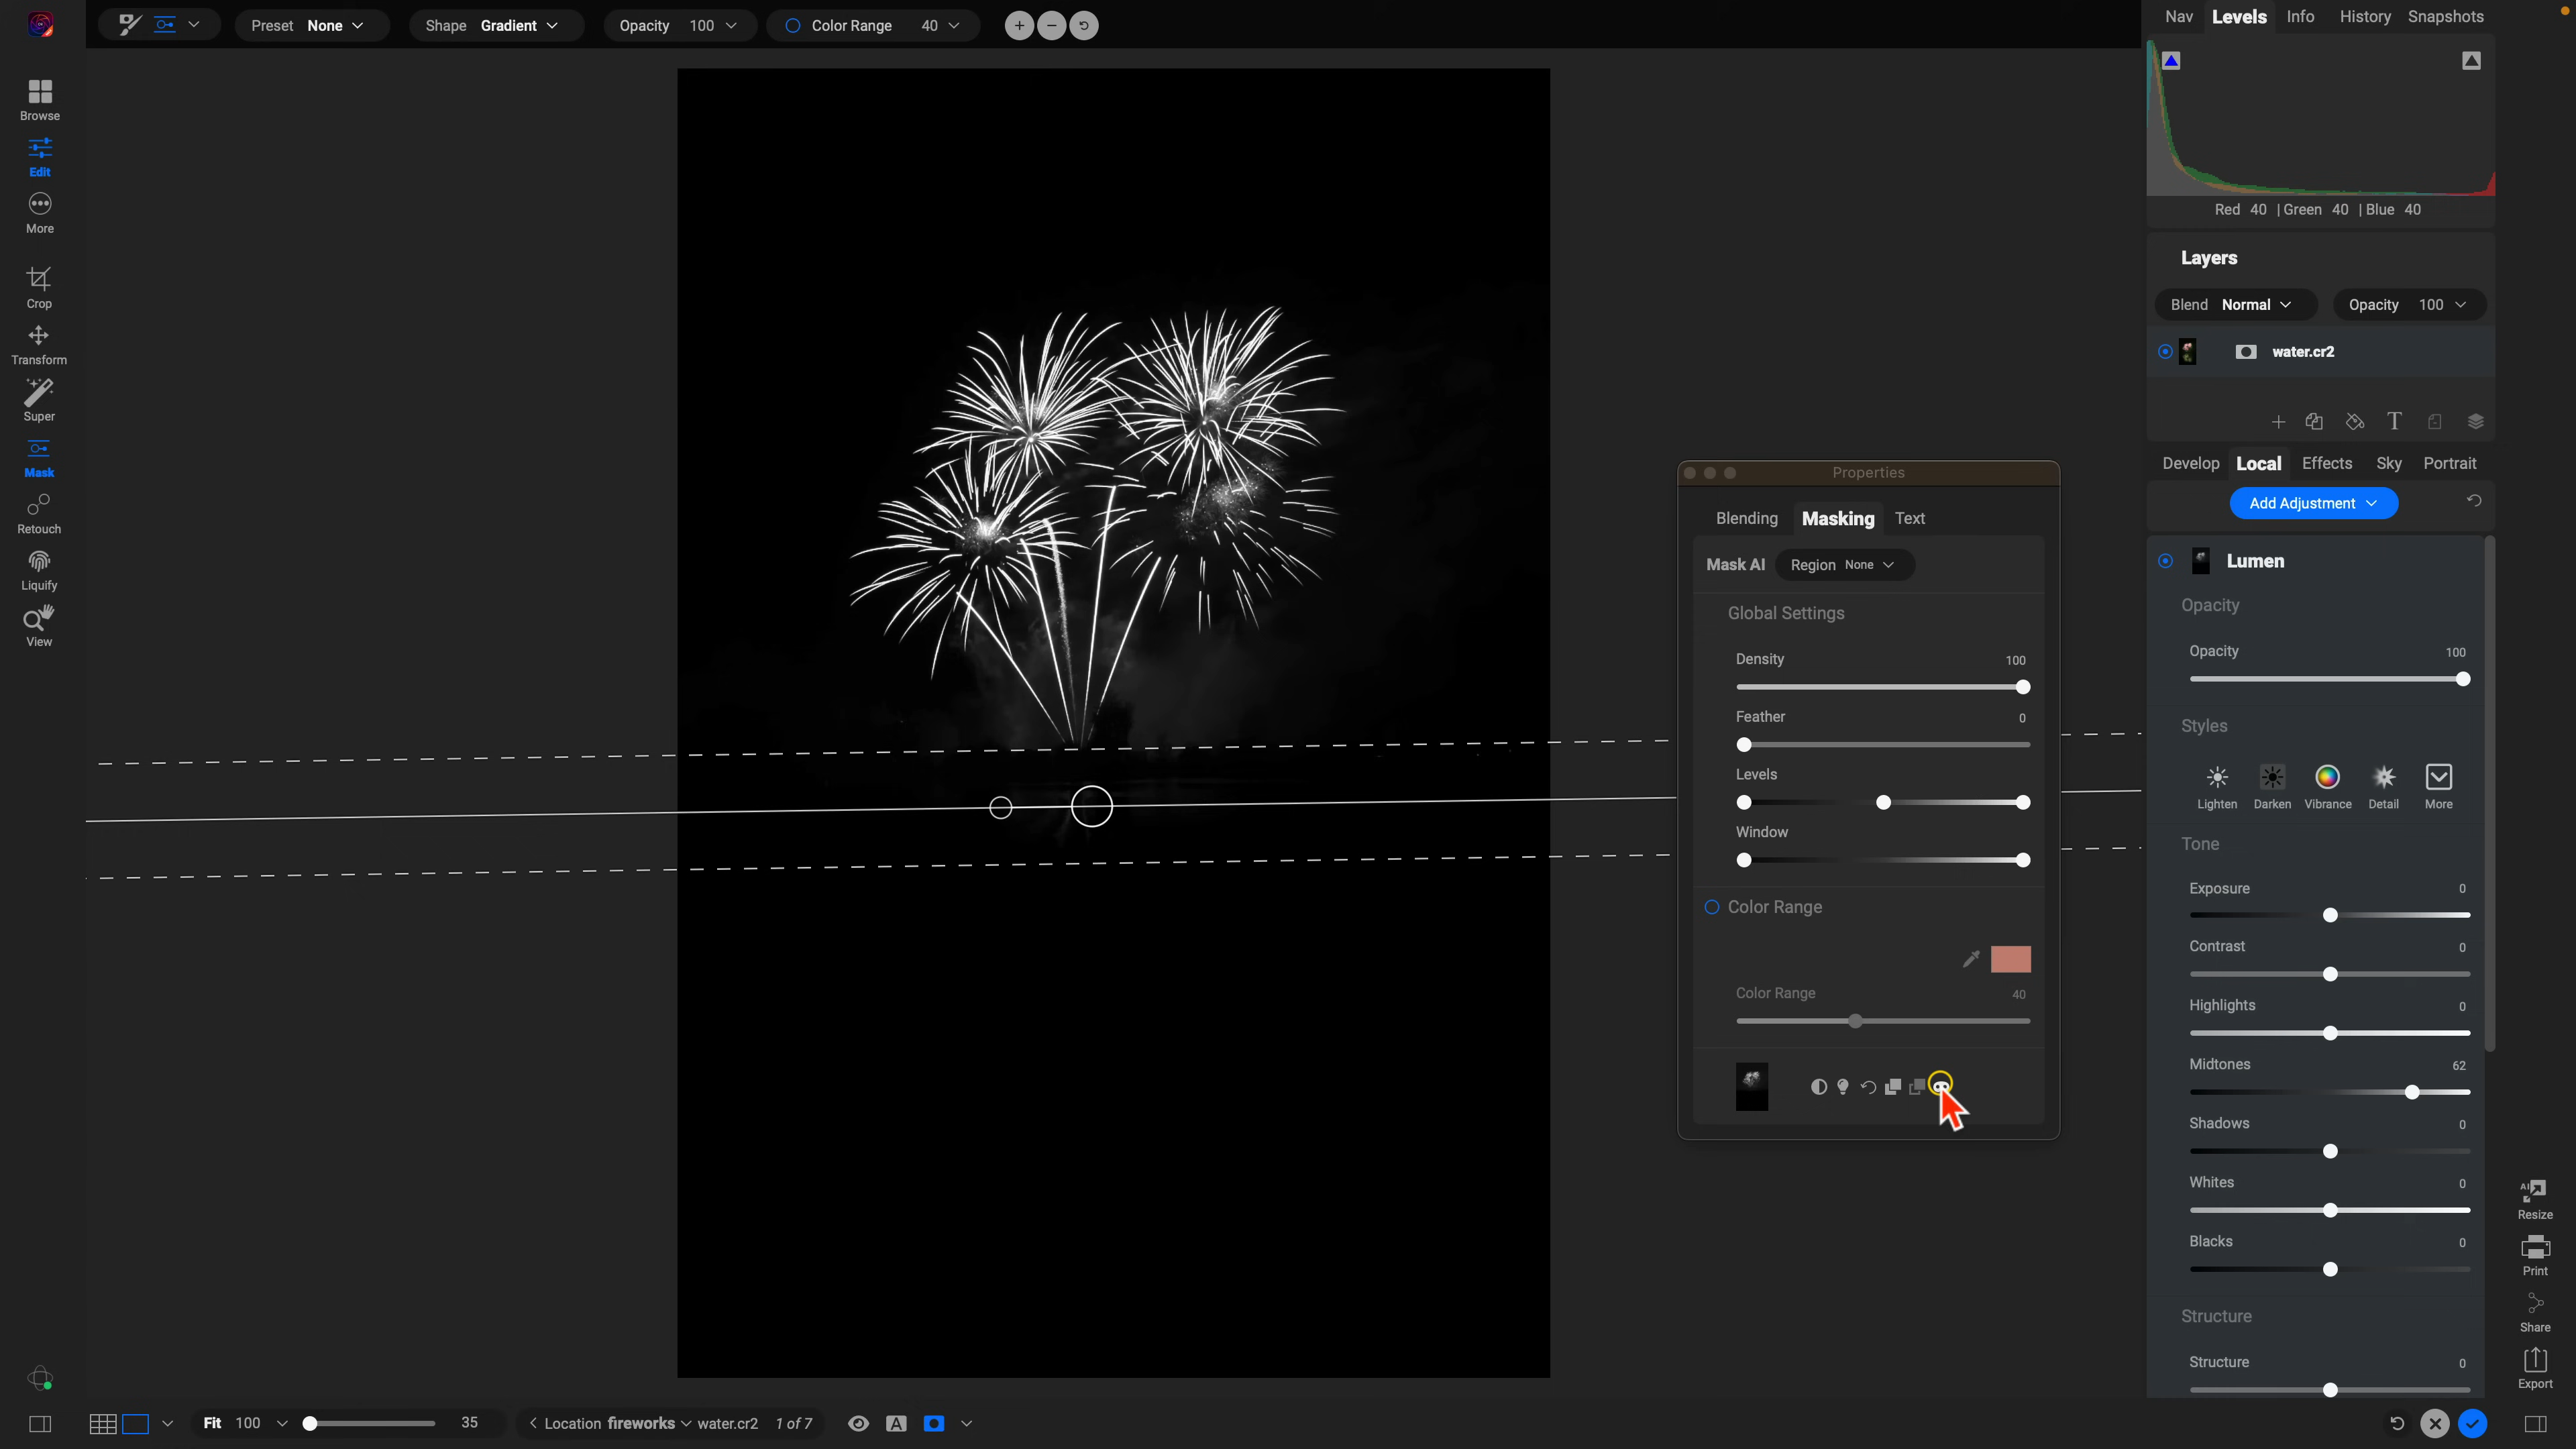 Preset None
Shape Gradient
Opacity 100
Color Range 40
Nav Levels Info History Snapshots
Browse
Edit
More
Crop
Transform
Super
Mask
Retouch
Liquify
View
Red 40 | Green 40 | Blue 40
Layers
Blend Normal
Opacity 100
water.cr2
T
Develop Local Effects Sky Portrait
Add Adjustment
Lumen
Opacity
Opacity 100
Styles
Lighten Darken Vibrance Detail More
Tone
Exposure 0
Contrast 0
Highlights 0
Midtones 62
Shadows 0
Whites 0
Blacks 0
Structure
Structure 0
Properties
Blending Masking Text
Mask AI Region None
Global Settings
Density 100
Feather 0
Levels
Window
Color Range
Color Range 40
AI
Resize
Print
Share
Export
Fit 100 35
Location fireworks water.cr2 1 of 7
A